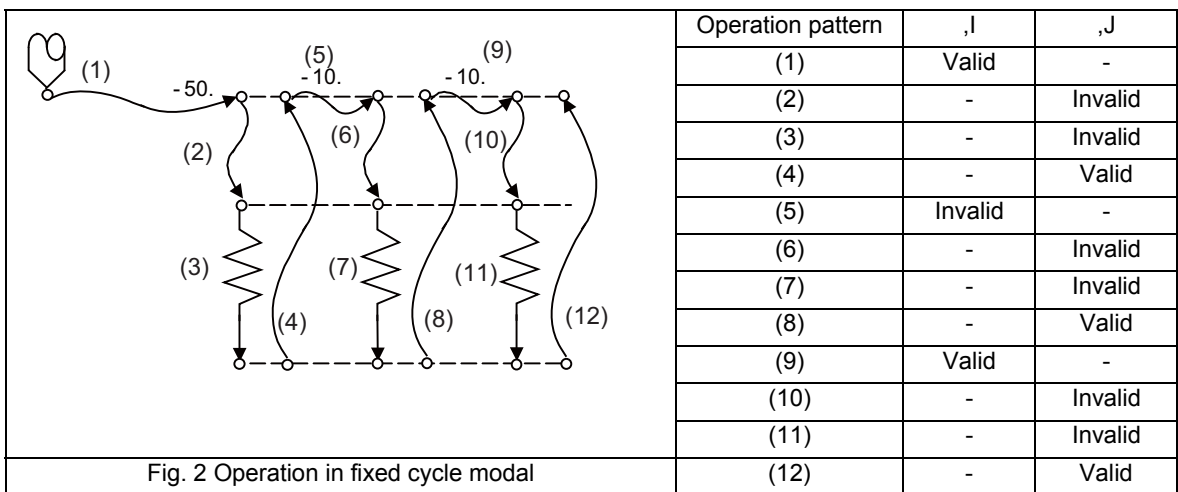 (1)
- 50.
(5)
- 10.
(9)
- 10.
(2)
(6)
(10)
(3)
(7)
(11)
(4)
(8)
(12)
Fig. 2 Operation in fixed cycle modal
Operation pattern ,I ,J
(1) Valid -
(2) - Invalid
(3) - Invalid
(4) - Valid
(5) Invalid -
(6) - Invalid
(7) - Invalid
(8) - Valid
(9) Valid -
(10) - Invalid
(11) - Invalid
(12) - Valid